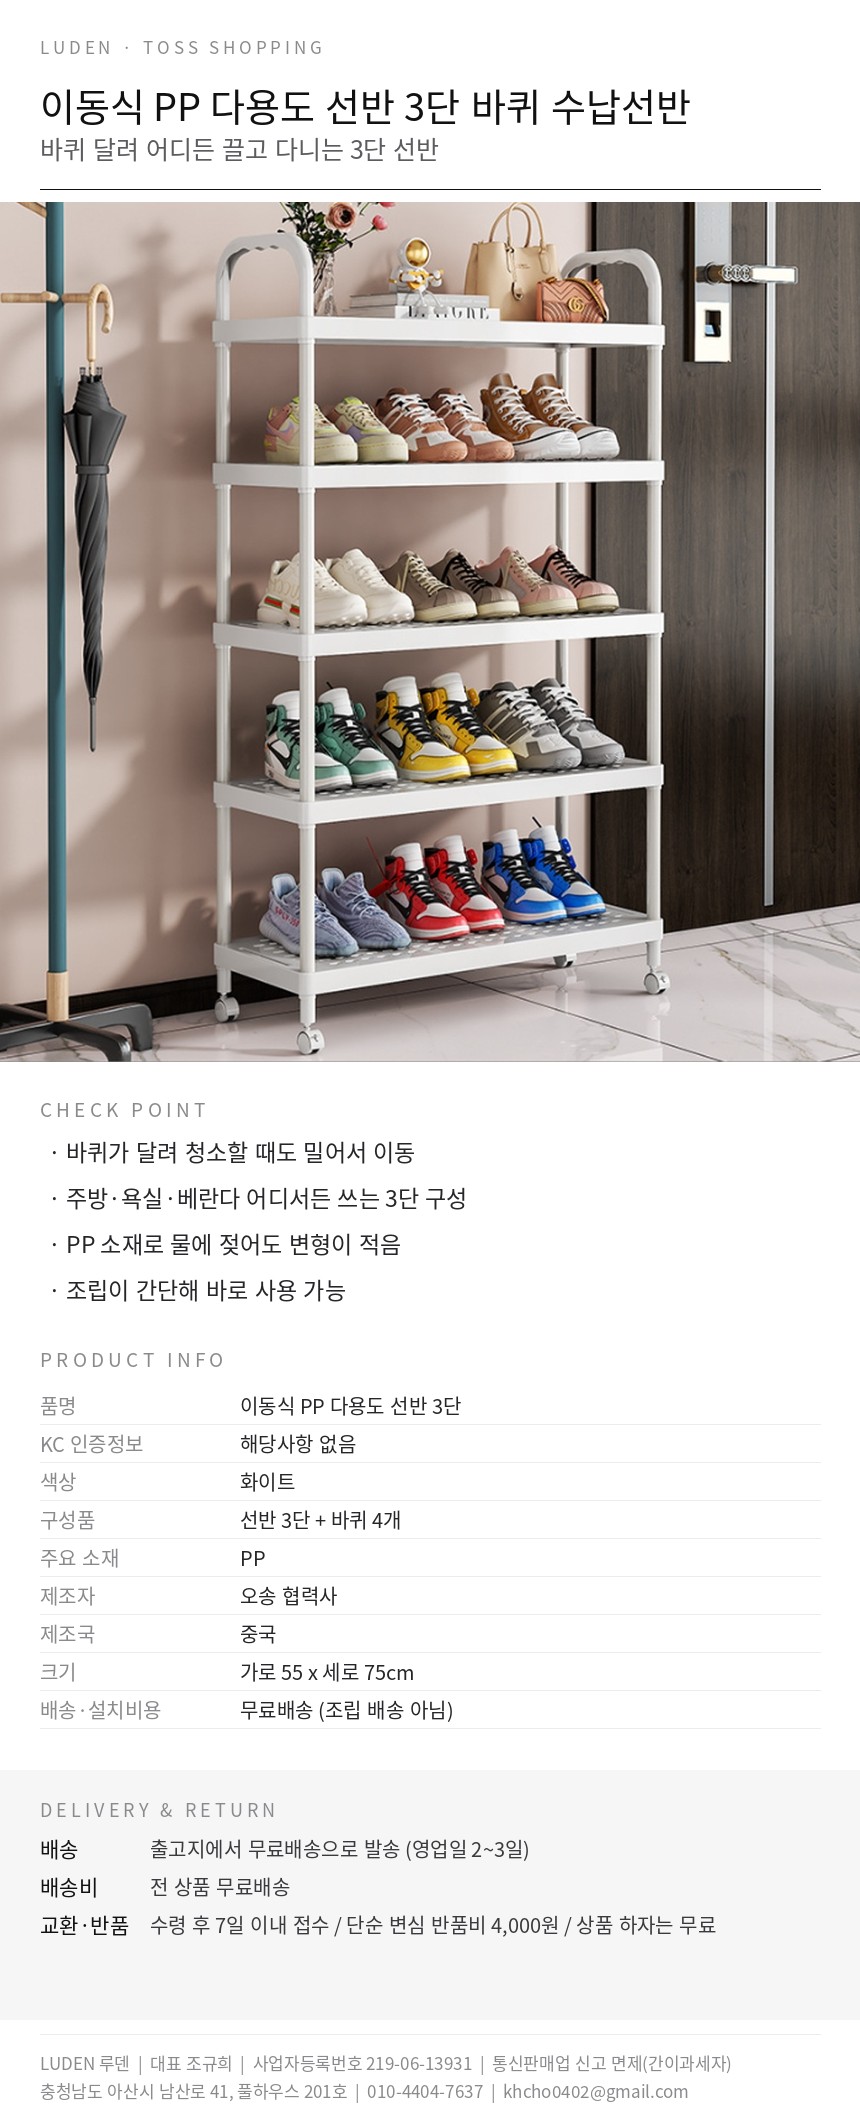 LUDEN · TOSS SHOPPING
이동식 PP 다용도 선반 3단 바퀴 수납선반
바퀴 달려 어디든 끌고 다니는 3단 선반
CHECK POINT
· 바퀴가 달려 청소할 때도 밀어서 이동
· 주방·욕실·베란다 어디서든 쓰는 3단 구성
· PP 소재로 물에 젖어도 변형이 적음
· 조립이 간단해 바로 사용 가능
PRODUCT INFO
품명 이동식 PP 다용도 선반 3단
KC 인증정보 해당사항 없음
색상 화이트
구성품 선반 3단 + 바퀴 4개
주요 소재 PP
제조자 오송 협력사
제조국 중국
크기 가로 55 x 세로 75cm
배송·설치비용 무료배송 (조립 배송 아님)
DELIVERY & RETURN
배송 출고지에서 무료배송으로 발송 (영업일 2~3일)
배송비 전 상품 무료배송
교환·반품 수령 후 7일 이내 접수 / 단순 변심 반품비 4,000원 / 상품 하자는 무료
LUDEN 루덴 | 대표 조규희 | 사업자등록번호 219-06-13931 | 통신판매업 신고 면제(간이과세자)
충청남도 아산시 남산로 41, 풀하우스 201호 | 010-4404-7637 | khcho0402@gmail.com